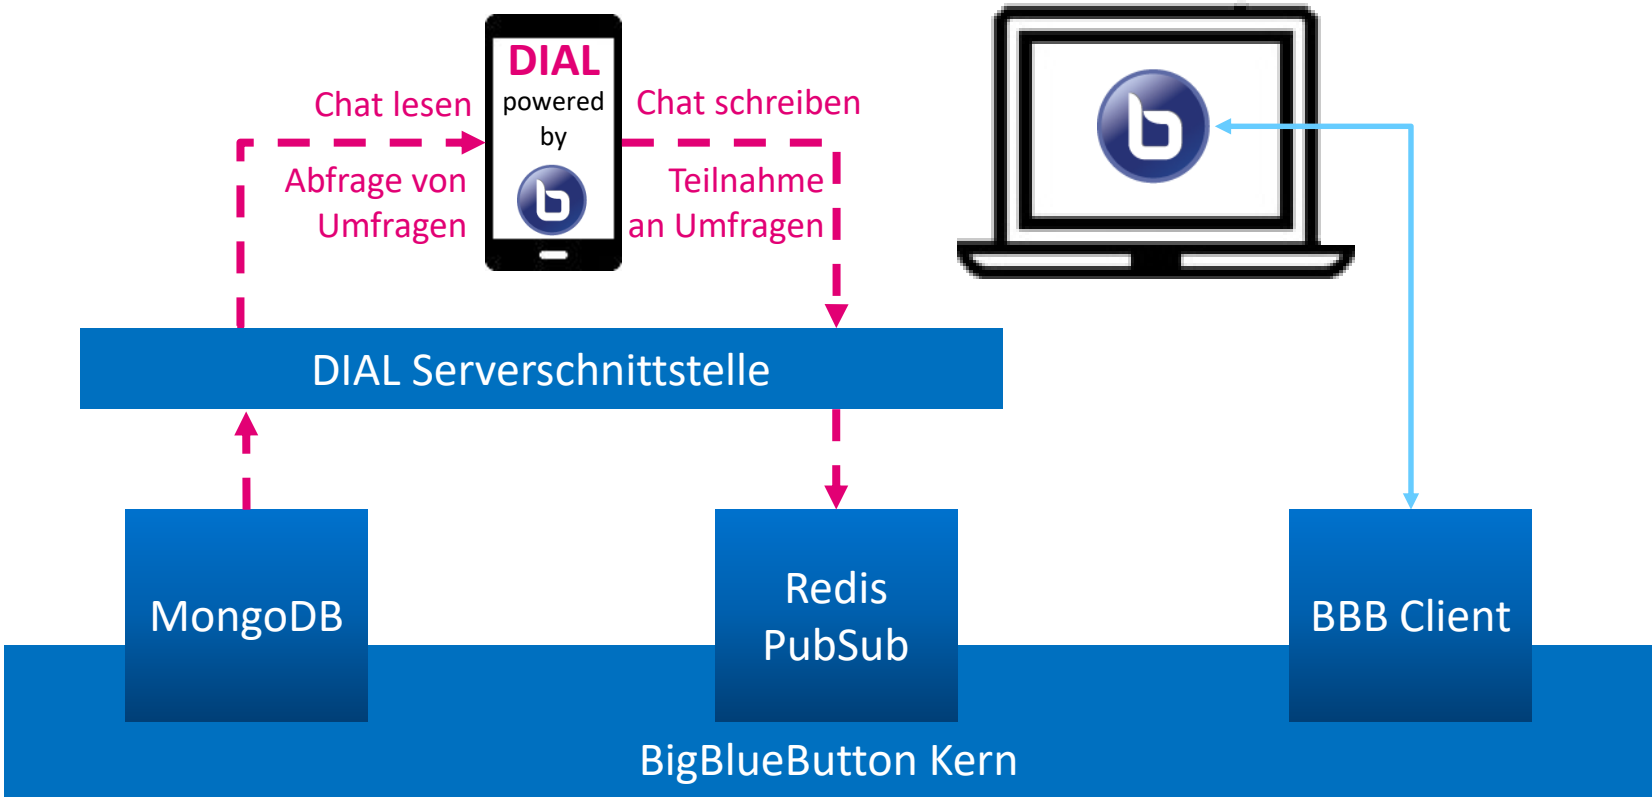 DIAL
powered
by
Chat lesen
Abfrage von
Umfragen
Chat schreiben
Teilnahme
an Umfragen
DIAL Serverschnittstelle
MongoDB
Redis
PubSub
BBB Client
BigBlueButton Kern